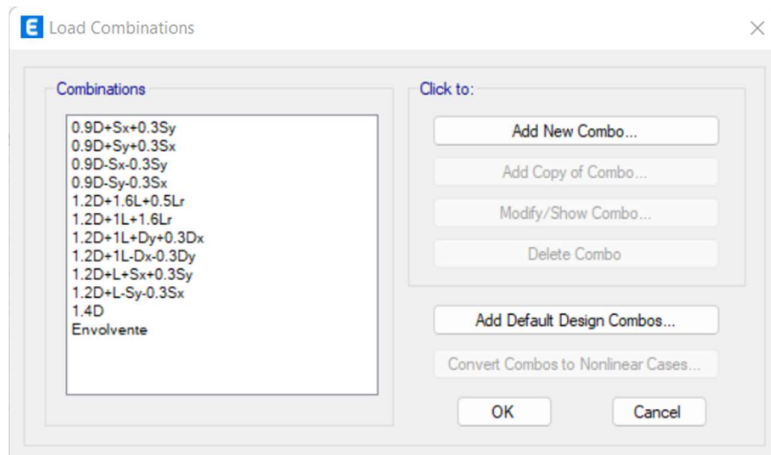 E Load Combinations
Combinations
0.9D+Sx+0.3Sy
0.9D+Sy+0.3Sx
0.9D-Sx-0.3Sy
0.9D-Sy-0.3Sx
1.2D+1.6L+0.5Lr
1.2D+1L+1.6Lr
1.2D+1L+Dy+0.3Dx
1.2D+1L-Dx-0.3Dy
1.2D+L+Sx+0.3Sy
1.2D+L-Sy-0.3Sx
1.4D
Envolvente
Click to:
Add New Combo...
Add Copy of Combo...
Modify/Show Combo...
Delete Combo
Add Default Design Combos...
Convert Combos to Nonlinear Cases...
OK
Cancel